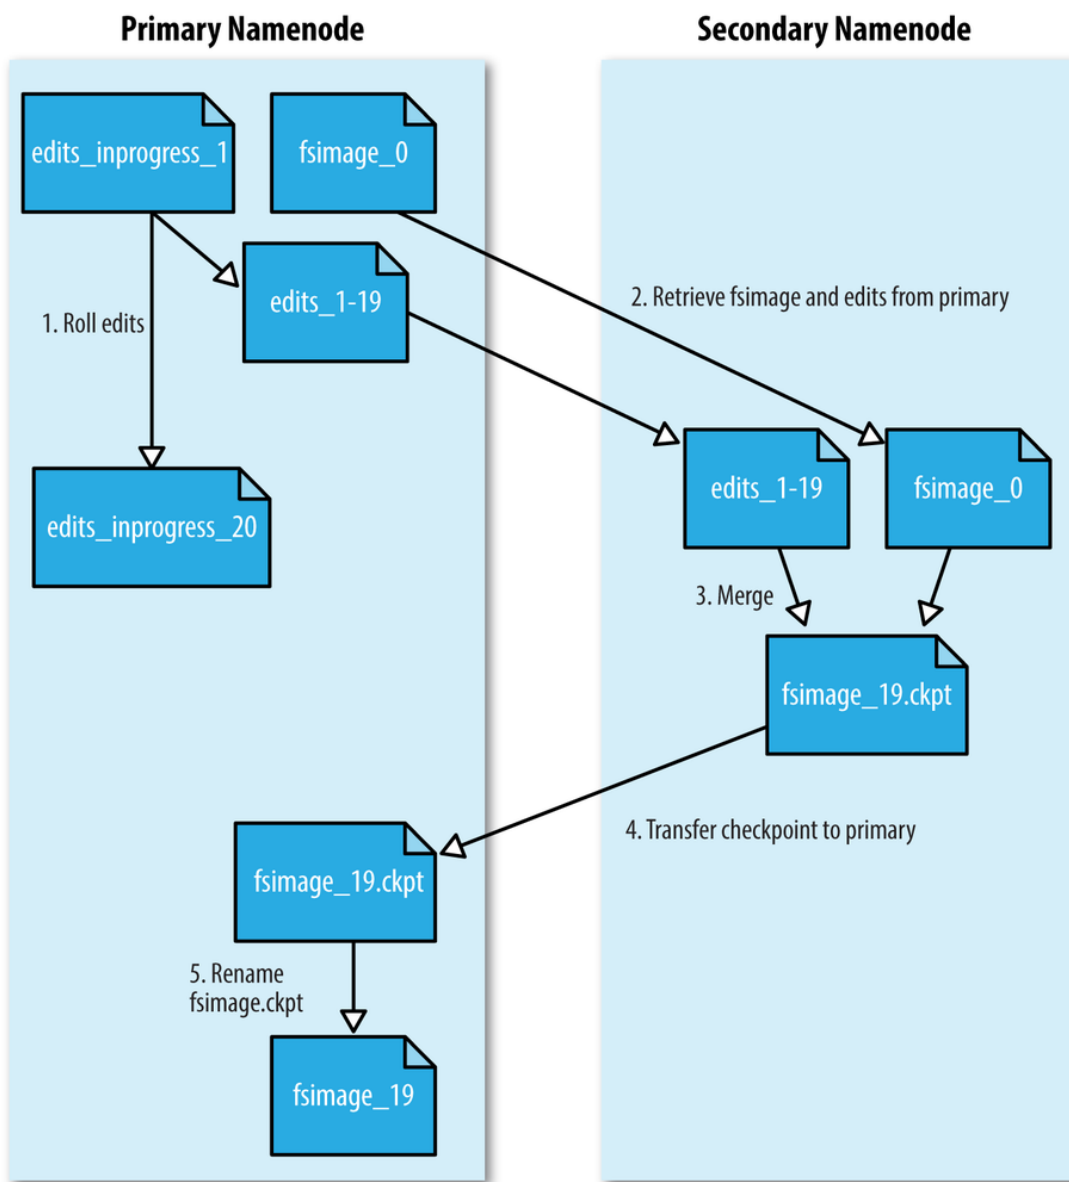 Primary Namenode
Secondary Namenode
edits_inprogress_1
fsimage_0
edits_1-19
1. Roll edits
2. Retrieve fsimage and edits from primary
edits_inprogress_20
edits_1-19
fsimage_0
3. Merge
fsimage_19.ckpt
4. Transfer checkpoint to primary
fsimage_19.ckpt
5. Rename
fsimage.ckpt
fsimage_19